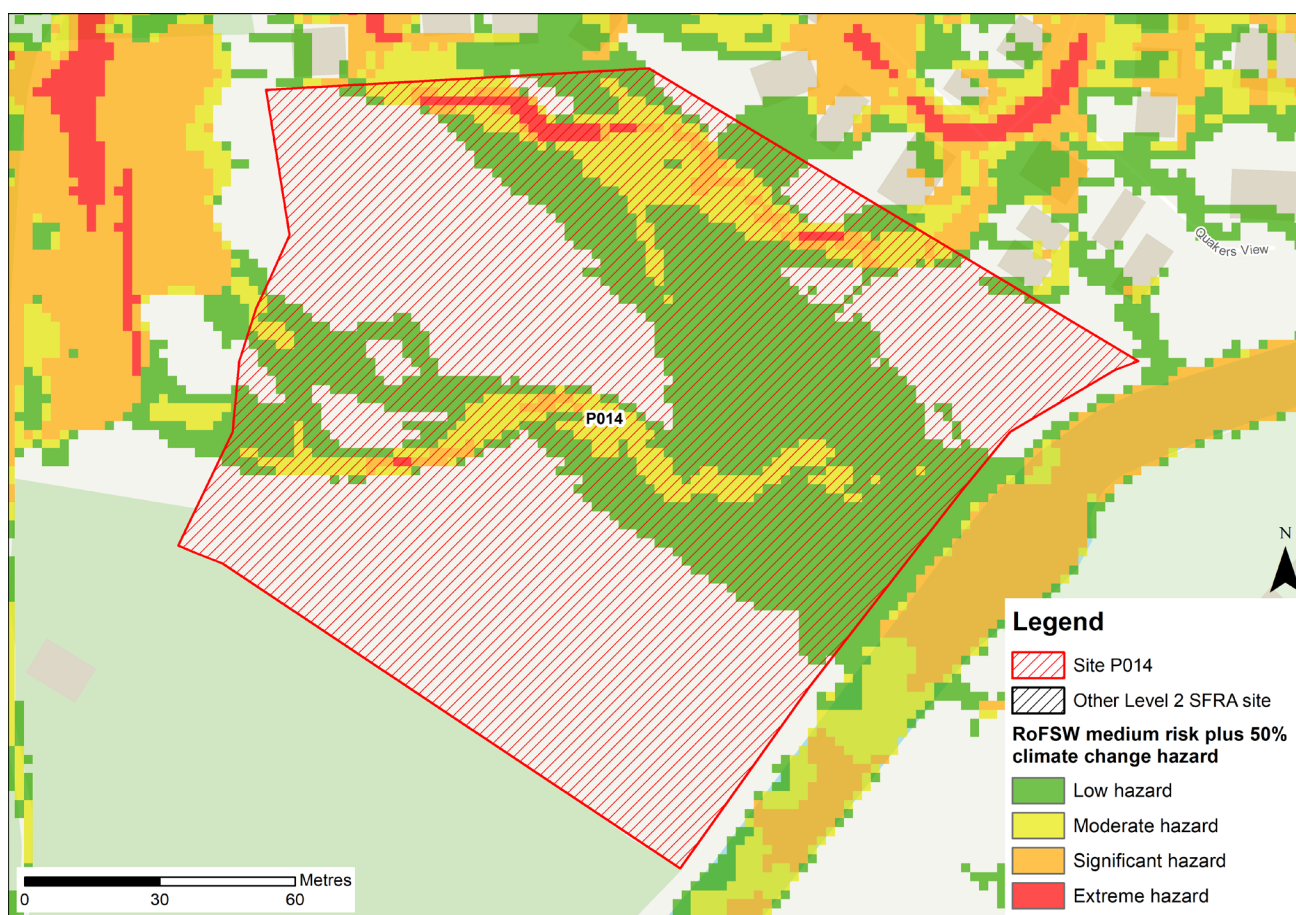 Quakers View
P014
N
Legend
Site P014
Other Level 2 SFRA site
RoFSW medium risk plus 50%
climate change hazard
Low hazard
Moderate hazard
Significant hazard
Extreme hazard
Metres
0 30 60